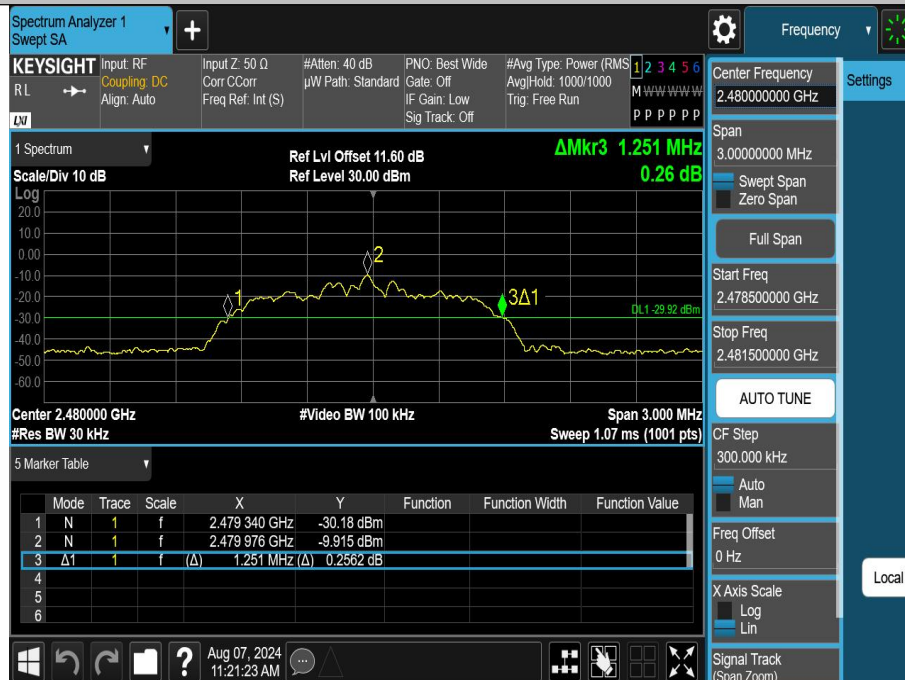 Spectrum Analyzer 1
Swept SA
Frequency
KEYSIGHT
RL
LXI
Input: RF
Coupling: DC
Align: Auto
Input Z: 50 Ω
Corr CCorr
Freq Ref: Int (S)
#Atten: 40 dB
µW Path: Standard
PNO: Best Wide
Gate: Off
IF Gain: Low
Sig Track: Off
#Avg Type: Power (RMS
Avg|Hold: 1000/1000
Trig: Free Run
1 2 3 4 5 6
M W W W W W
P P P P P P
1 Spectrum
Scale/Div 10 dB
Ref Lvl Offset 11.60 dB
Ref Level 30.00 dBm
ΔMkr3 1.251 MHz
0.26 dB
Log
20.0
10.0
0.00
-10.0
-20.0
-30.0
-40.0
-50.0
-60.0
1
2
3Δ1
DL1 -29.92 dBm
Center 2.480000 GHz
#Res BW 30 kHz
#Video BW 100 kHz
Span 3.000 MHz
Sweep 1.07 ms (1001 pts)
5 Marker Table
Mode Trace Scale X Y Function Function Width Function Value
1 N 1 f 2.479 340 GHz -30.18 dBm
2 N 1 f 2.479 976 GHz -9.915 dBm
3 Δ1 1 f (Δ) 1.251 MHz (Δ) 0.2562 dB
4
5
6
?
Aug 07, 2024
11:21:23 AM
Center Frequency
2.480000000 GHz
Settings
Span
3.00000000 MHz
Swept Span
Zero Span
Full Span
Start Freq
2.478500000 GHz
Stop Freq
2.481500000 GHz
AUTO TUNE
CF Step
300.000 kHz
Auto
Man
Freq Offset
0 Hz
Local
X Axis Scale
Log
Lin
Signal Track
(Span Zoom)